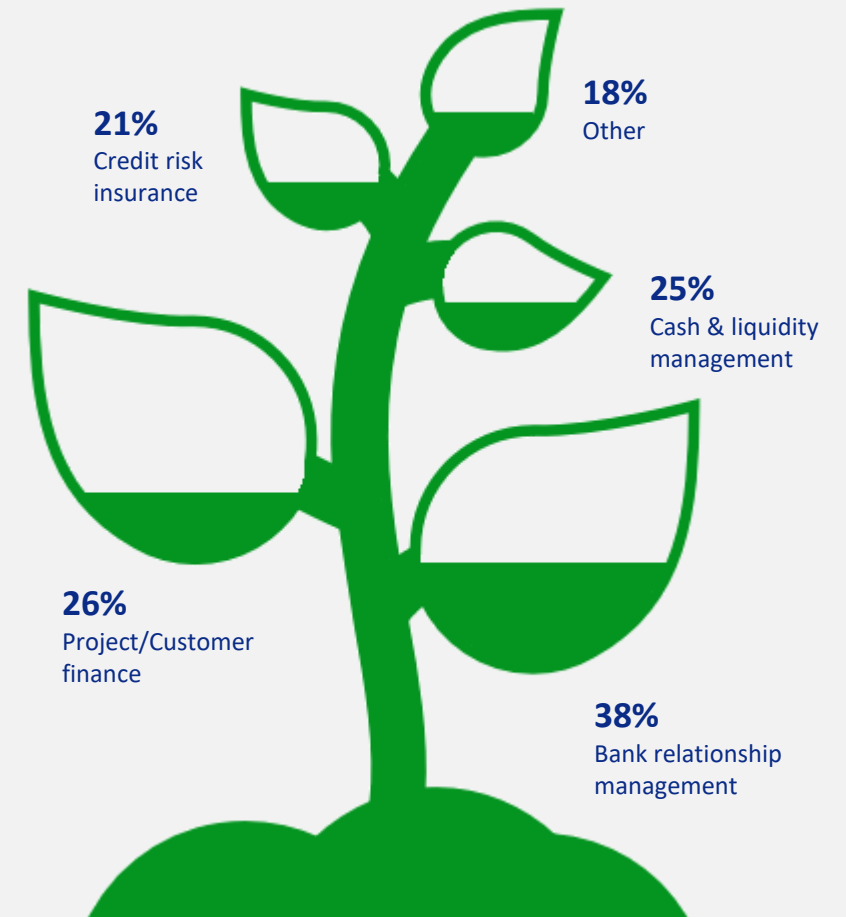 18%
Other
21%
Credit risk
insurance
25%
Cash & liquidity
management
26%
Project/Customer
finance
38%
Bank relationship
management